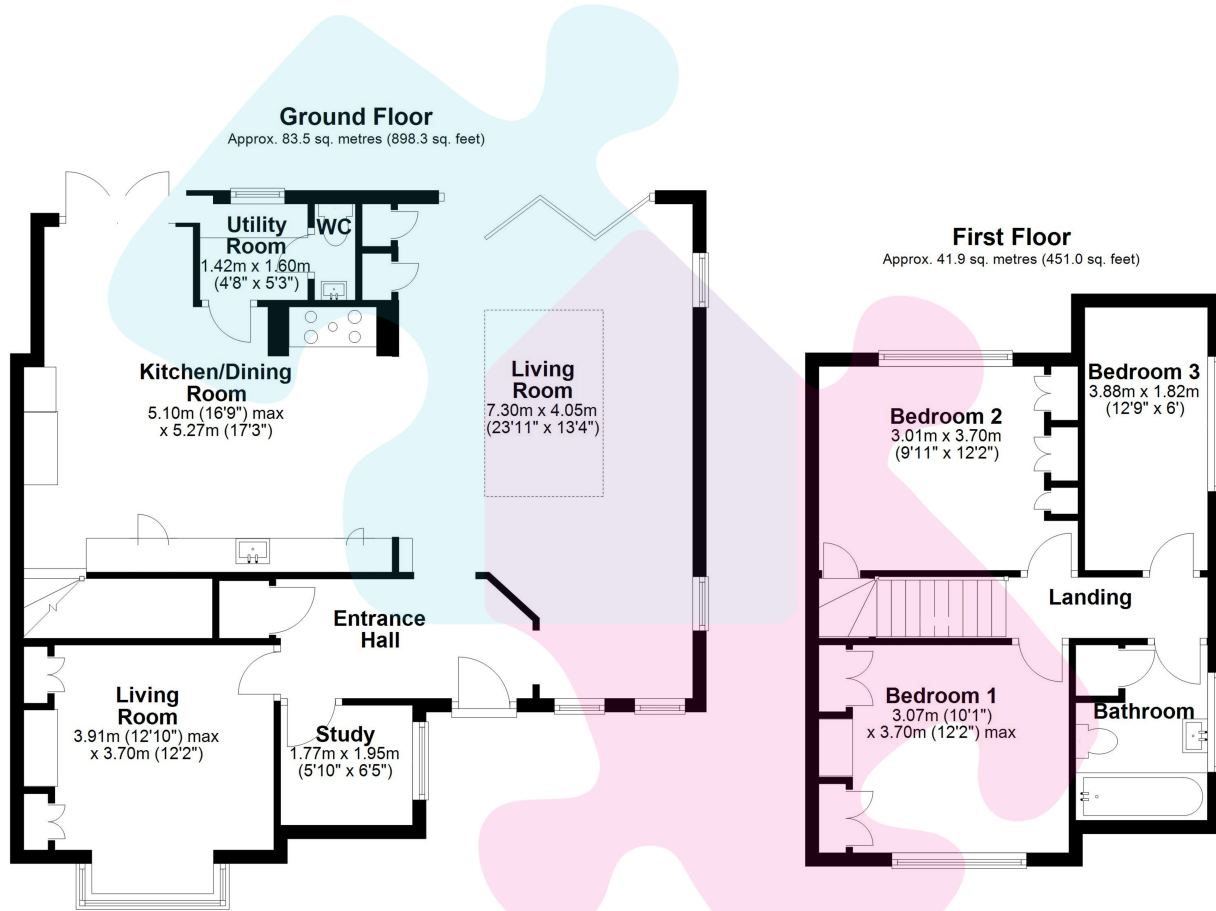 Ground Floor
Approx. 83.5 sq. metres (898.3 sq. feet)
Utility
Room
1.42m x 1.60m
(4'8" x 5'3")
WC
Kitchen/Dining
Room
5.10m (16'9") max
x 5.27m (17'3")
Living
Room
7.30m x 4.05m
(23'11" x 13'4")
Entrance
Hall
Living
Room
3.91m (12'10") max
x 3.70m (12'2")
Study
1.77m x 1.95m
(5'10" x 6'5")
First Floor
Approx. 41.9 sq. metres (451.0 sq. feet)
Bedroom 3
3.88m x 1.82m
(12'9" x 6')
Bedroom 2
3.01m x 3.70m
(9'11" x 12'2")
Landing
Bedroom 1
3.07m (10'1")
x 3.70m (12'2") max
Bathroom